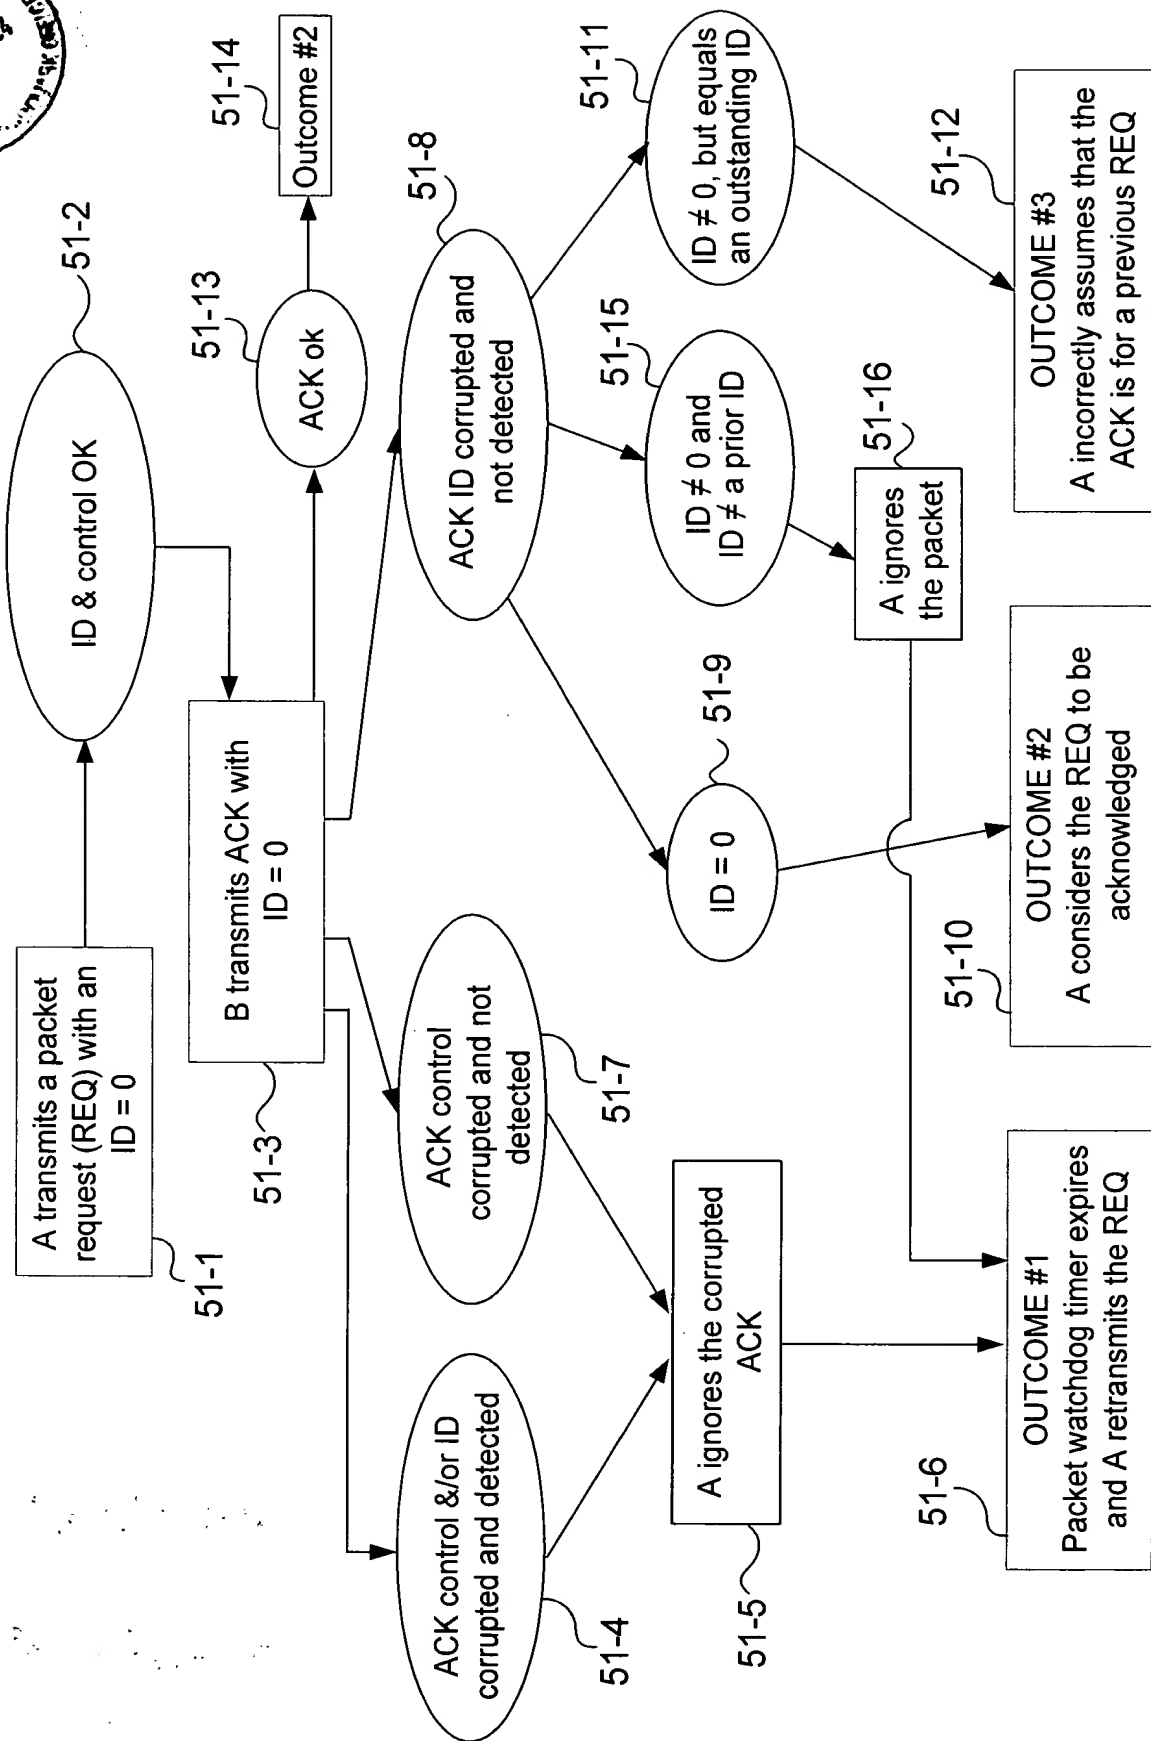 A transmits a packet
request (REQ) with an
ID = 0
51-1
ID & control OK
51-2
B transmits ACK with
ID = 0
51-3
ACK ok
51-13
Outcome #2
51-14
ACK control &/or ID
corrupted and detected
51-4
ACK control
corrupted and not
detected
51-7
ACK ID corrupted and
not detected
51-8
A ignores the corrupted
ACK
51-5
ID = 0
51-9
ID ≠ 0 and
ID ≠ a prior ID
51-15
ID ≠ 0, but equals
an outstanding ID
51-11
A ignores
the packet
51-16
OUTCOME #1
Packet watchdog timer expires
and A retransmits the REQ
51-6
OUTCOME #2
A considers the REQ to be
acknowledged
51-10
OUTCOME #3
A incorrectly assumes that the
ACK is for a previous REQ
51-12